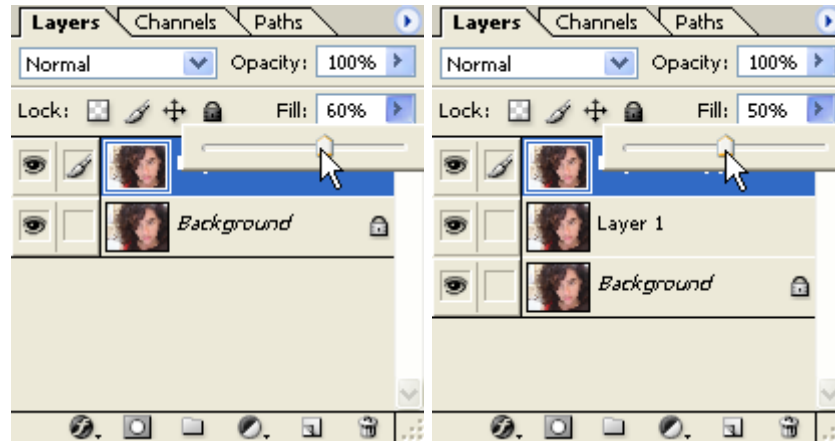 Layers Channels Paths
Normal Opacity: 100%
Lock: Fill: 60%
Background
Layers Channels Paths
Normal Opacity: 100%
Lock: Fill: 50%
Layer 1
Background